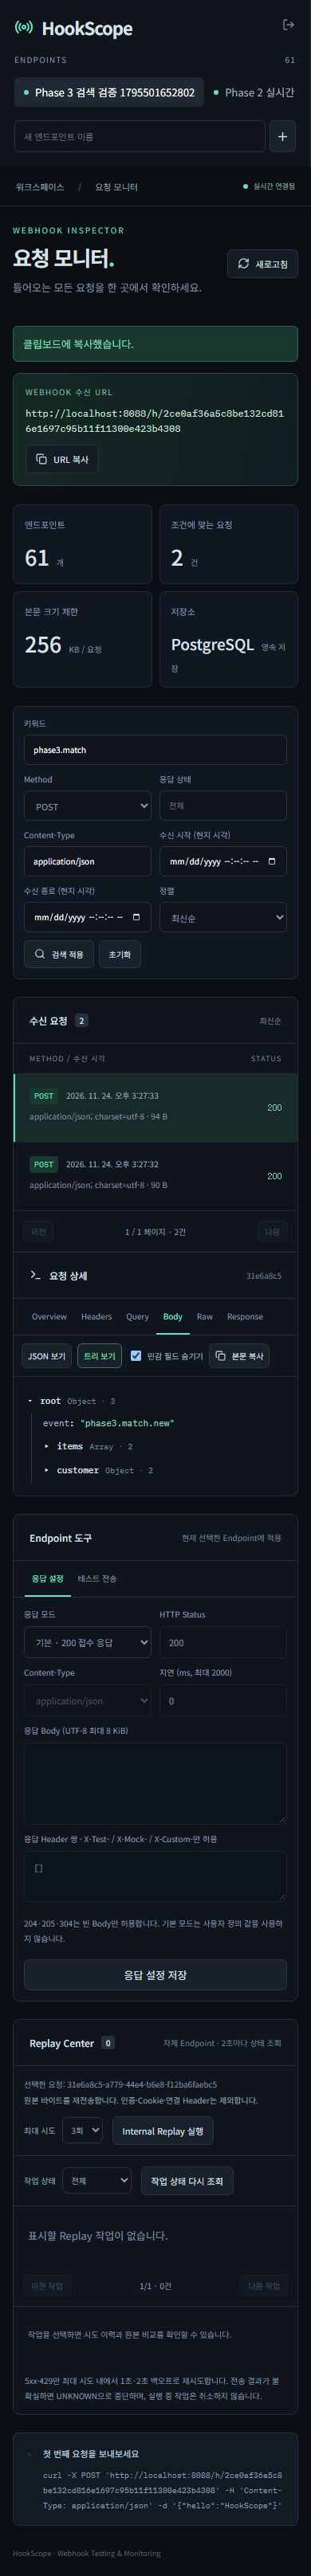 HookScope
ENDPOINTS 61
Phase 3 검색 검증 1795501652802 Phase 2 실시간
새 엔드포인트 이름
워크스페이스 / 요청 모니터 실시간 연결됨
WEBHOOK INSPECTOR
요청 모니터.
새로고침
들어오는 모든 요청을 한 곳에서 확인하세요.
클립보드에 복사했습니다.
WEBHOOK 수신 URL
http://localhost:8088/h/2ce0af36a5c8be132cd81
6e1697c95b11f11300e423b4308
URL 복사
엔드포인트 조건에 맞는 요청
61 개 2 건
본문 크기 제한 저장소
256 KB / 요청 PostgreSQL 영속 저
장
키워드
phase3.match
Method 응답 상태
POST 전체
Content-Type 수신 시작 (현지 시각)
application/json mm/dd/yyyy --:--:-- --
수신 종료 (현지 시각) 정렬
mm/dd/yyyy --:--:-- -- 최신순
검색 적용 초기화
수신 요청 2 최신순
METHOD / 수신 시각 STATUS
POST 2026. 11. 24. 오후 3:27:33
application/json; charset=utf-8 · 94 B 200
POST 2026. 11. 24. 오후 3:27:32
application/json; charset=utf-8 · 90 B 200
이전 1 / 1 페이지 · 2건 다음
요청 상세 31e6a8c5
Overview Headers Query Body Raw Response
JSON 보기 트리 보기 민감 필드 숨기기 본문 복사
root Object · 3
event: "phase3.match.new"
items Array · 2
customer Object · 2
Endpoint 도구 현재 선택한 Endpoint에 적용
응답 설정 테스트 전송
응답 모드 HTTP Status
기본 · 200 접수 응답 200
Content-Type 지연 (ms, 최대 2000)
application/json 0
응답 Body (UTF-8 최대 8 KiB)
응답 Header 쌍 · X-Test- / X-Mock- / X-Custom-만 허용
[]
204·205·304는 빈 Body만 허용합니다. 기본 모드는 사용자 정의 값을 사용하
지 않습니다.
응답 설정 저장
Replay Center 0 자체 Endpoint · 2초마다 상태 조회
선택한 요청: 31e6a8c5-a779-44e4-b6e8-f12ba6faebc5
원본 바이트를 재전송합니다. 인증·Cookie·연결 Header는 제외합니다.
최대 시도 3회 Internal Replay 실행
작업 상태 전체 작업 상태 다시 조회
표시할 Replay 작업이 없습니다.
이전 작업 1/1 · 0건 다음 작업
작업을 선택하면 시도 이력과 원본 비교를 확인할 수 있습니다.
5xx·429만 최대 시도 내에서 1초·2초 백오프로 재시도합니다. 전송 결과가 불
확실하면 UNKNOWN으로 중단하며, 실행 중 작업은 취소하지 않습니다.
첫 번째 요청을 보내보세요
curl -X POST 'http://localhost:8088/h/2ce0af36a5c8
be132cd816e1697c95b11f11300e423b4308' -H 'Content-
Type: application/json' -d '{"hello":"HookScope"}'
HookScope · Webhook Testing & Monitoring